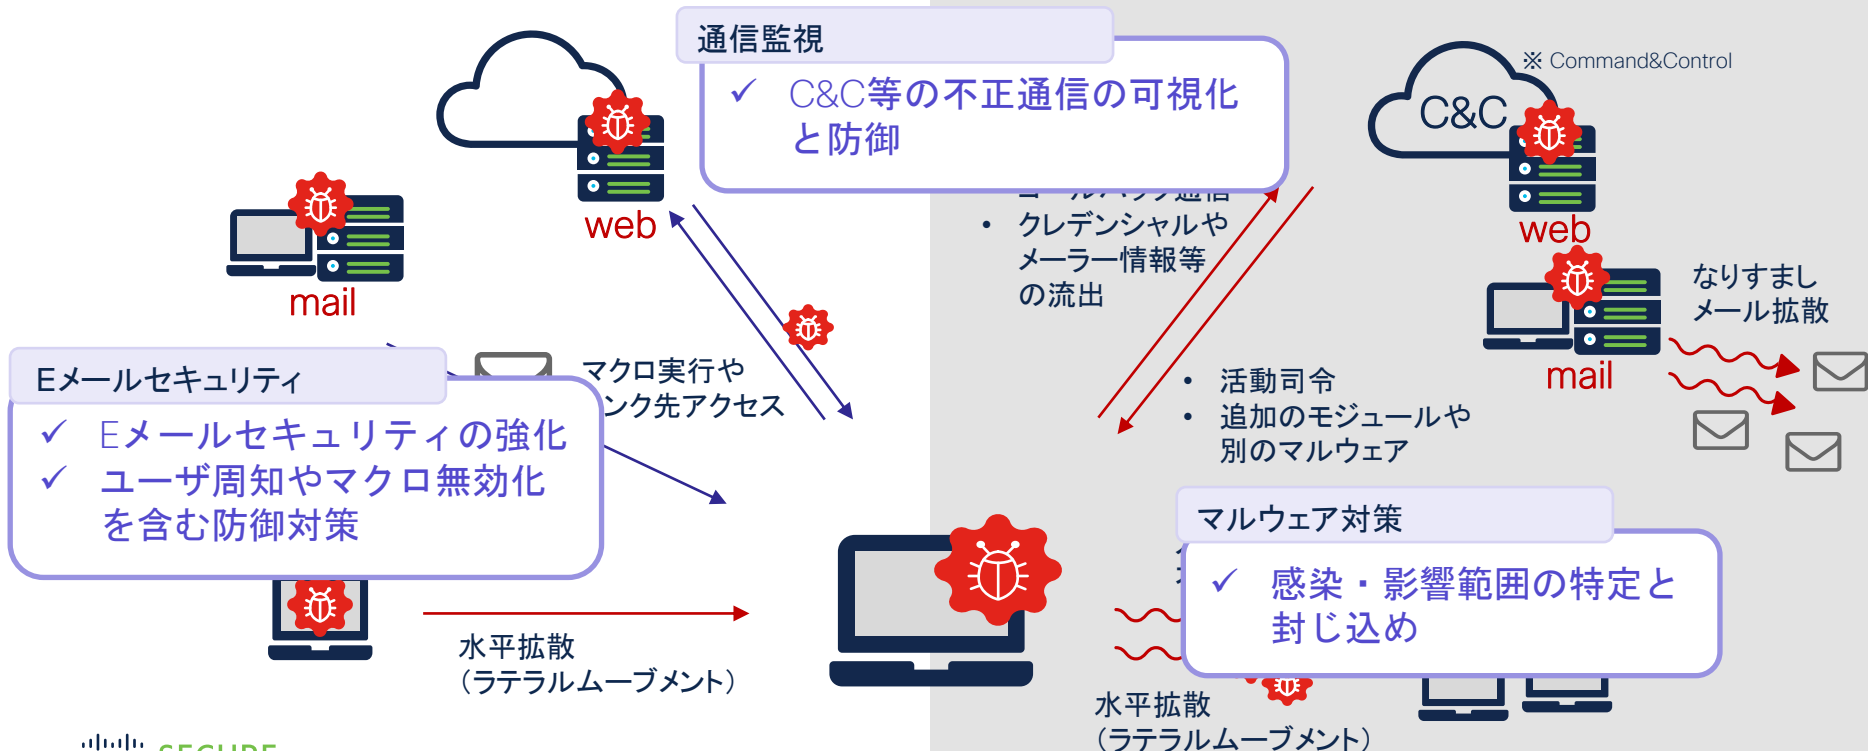 通信監視
✓ C&C等の不正通信の可視化
と防御
※ Command&Control
C&C
web
web
mail
• クレデンシャルや
メーラー情報等
の流出
mail
なりすまし
メール拡散
Eメールセキュリティ
✓ Eメールセキュリティの強化
✓ ユーザ周知やマクロ無効化
を含む防御対策
マクロ実行や
ンク先アクセス
• 活動司令
• 追加のモジュールや
別のマルウェア
マルウェア対策
✓ 感染・影響範囲の特定と
封じ込め
水平拡散
(ラテラルムーブメント)
水平拡散
(ラテラルムーブメント)
SECURE